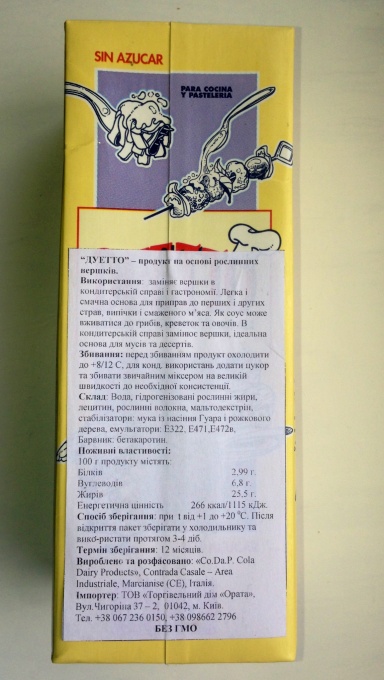 SIN AZUCAR
PARA COCINA
Y PASTELERIA
"ДУЕТТО" – продукт на основі рослинних
вершків.
Використання: замінює вершки в
кондитерській справі і гастрономії. Легка і
смачна основа для приправ до перших і других
страв, випічки і смаженого м'яса. Як соус може
вживатися до грибів, креветок та овочів. В
кондитерській справі замінює вершки, ідеальна
основа для мусів та десертів.
Збивання: перед збиванням продукт охолодити
до +8/12 С, для конд. використань додати цукор
та збивати звичайним міксером на великій
швидкості до необхідної консистенції.
Склад: Вода, гідрогенізовані рослинні жири,
лецитин, рослинні волокна, мальтодекстрін,
стабілізатори: мука із насіння Гуара і рожкового
дерева, емульгатори: Е322, Е471,Е472в,
Барвник: бетакаротин.
Поживні властивості:
100 г продукту містять:
Білків 2,99 г.
Вуглеводів 6,8 г.
Жирів 25,5 г.
Енергетична цінність 266 ккал/1115 кДж.
Спосіб зберігання: при t від +1 до +20 ⁰С. Після
відкриття пакет зберігати у холодильнику та
використати протягом 3-4 діб.
Термін зберігання: 12 місяців.
Вироблено та розфасовано: «Co.Da.P. Cola
Dairy Products», Contrada Casale – Area
Industriale, Marcianise (CE), Італія.
Імпортер: ТОВ «Торгівельний дім «Ората»,
Вул.Чигоріна 37 – 2, 01042, м. Київ.
Тел. +38 067 236 0150, +38 098662 2796
БЕЗ ГМО